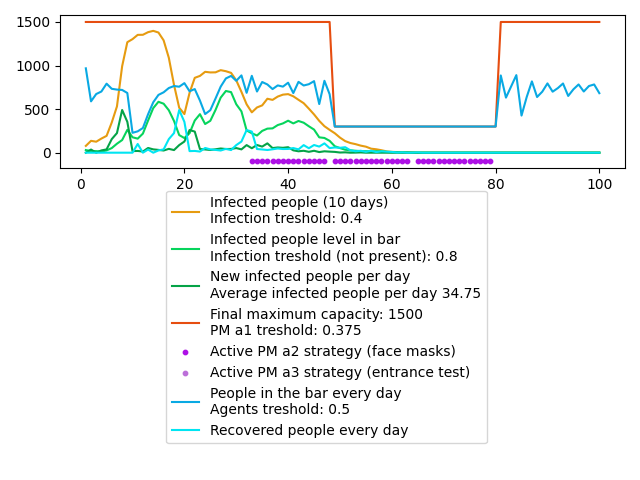 1500
1000
500
0
0 20 40 60 80 100
Infected people (10 days)
Infection treshold: 0.4
Infected people level in bar
Infection treshold (not present): 0.8
New infected people per day
Average infected people per day 34.75
Final maximum capacity: 1500
PM a1 treshold: 0.375
Active PM a2 strategy (face masks)
Active PM a3 strategy (entrance test)
People in the bar every day
Agents treshold: 0.5
Recovered people every day